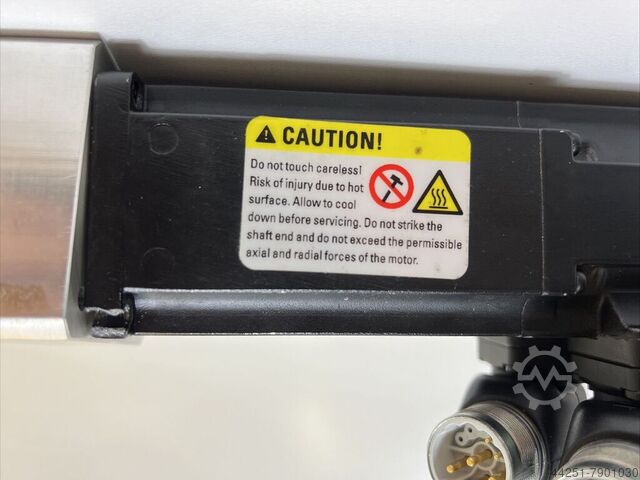 CAUTION!
Do not touch careless!
Risk of injury due to hot
surface. Allow to cool
down before servicing. Do not strike the
shaft end and do not exceed the permissible
axial and radial forces of the motor.
44251-7901030